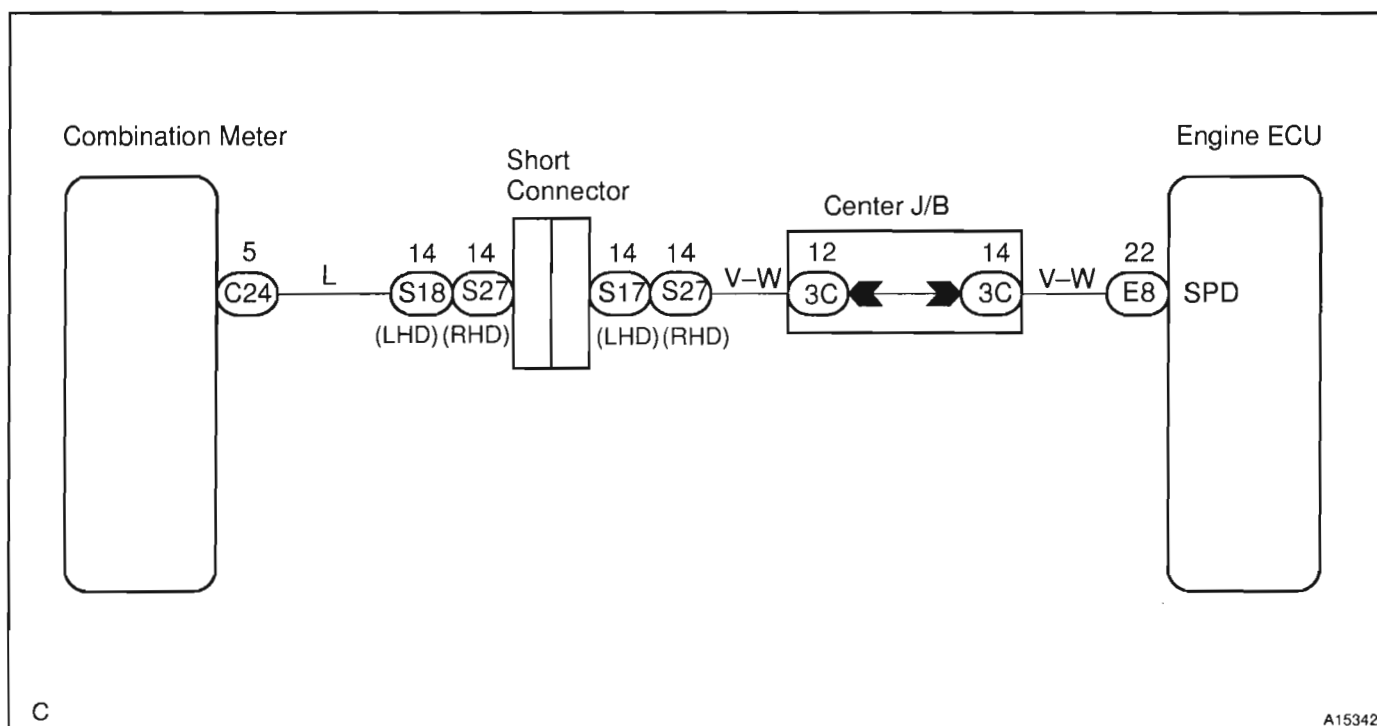 Combination Meter
Engine ECU
Short
Connector
Center J/B
5
14
14
14
14
12
14
22
C24
L
S18
S27
S17
S27
V–W
3C
3C
V–W
E8
SPD
(LHD)
(RHD)
(LHD)
(RHD)
C
A15342